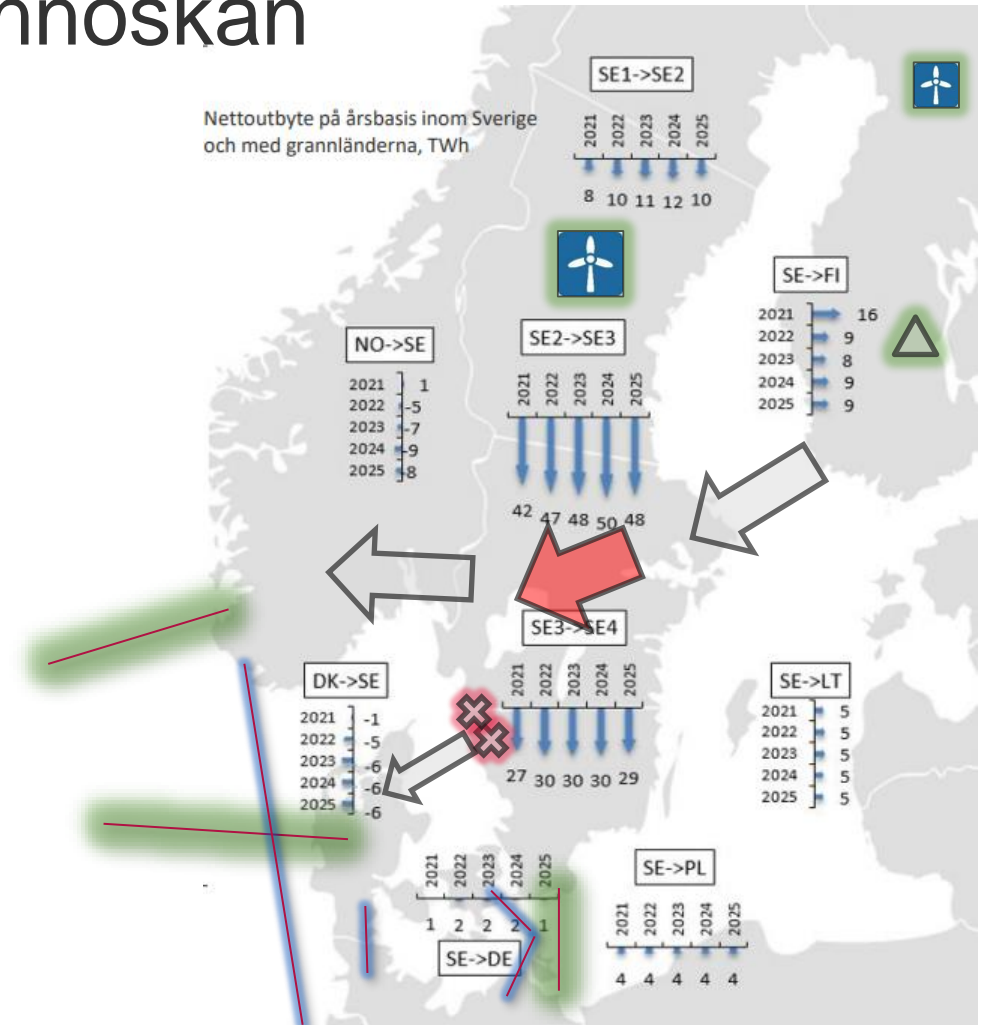 nnoskan
Nettoutbyte på årsbasis inom Sverige
och med grannländerna, TWh
SE1->SE2
2021 2022 2023 2024 2025
8 10 11 12 10
SE->FI
2021 16
2022 9
2023 8
2024 9
2025 9
NO->SE
2021 1
2022 -5
2023 -7
2024 -9
2025 -8
SE2->SE3
2021 2022 2023 2024 2025
42 47 48 50 48
SE3->SE4
2021 2022 2023 2024 2025
27 30 30 30 29
DK->SE
2021 -1
2022 -5
2023 -6
2024 -6
2025 -6
SE->LT
2021 5
2022 5
2023 5
2024 5
2025 5
2021 2022 2023 2024 2025
1 2 2 2 1
SE->DE
SE->PL
2021 2022 2023 2024 2025
4 4 4 4 4